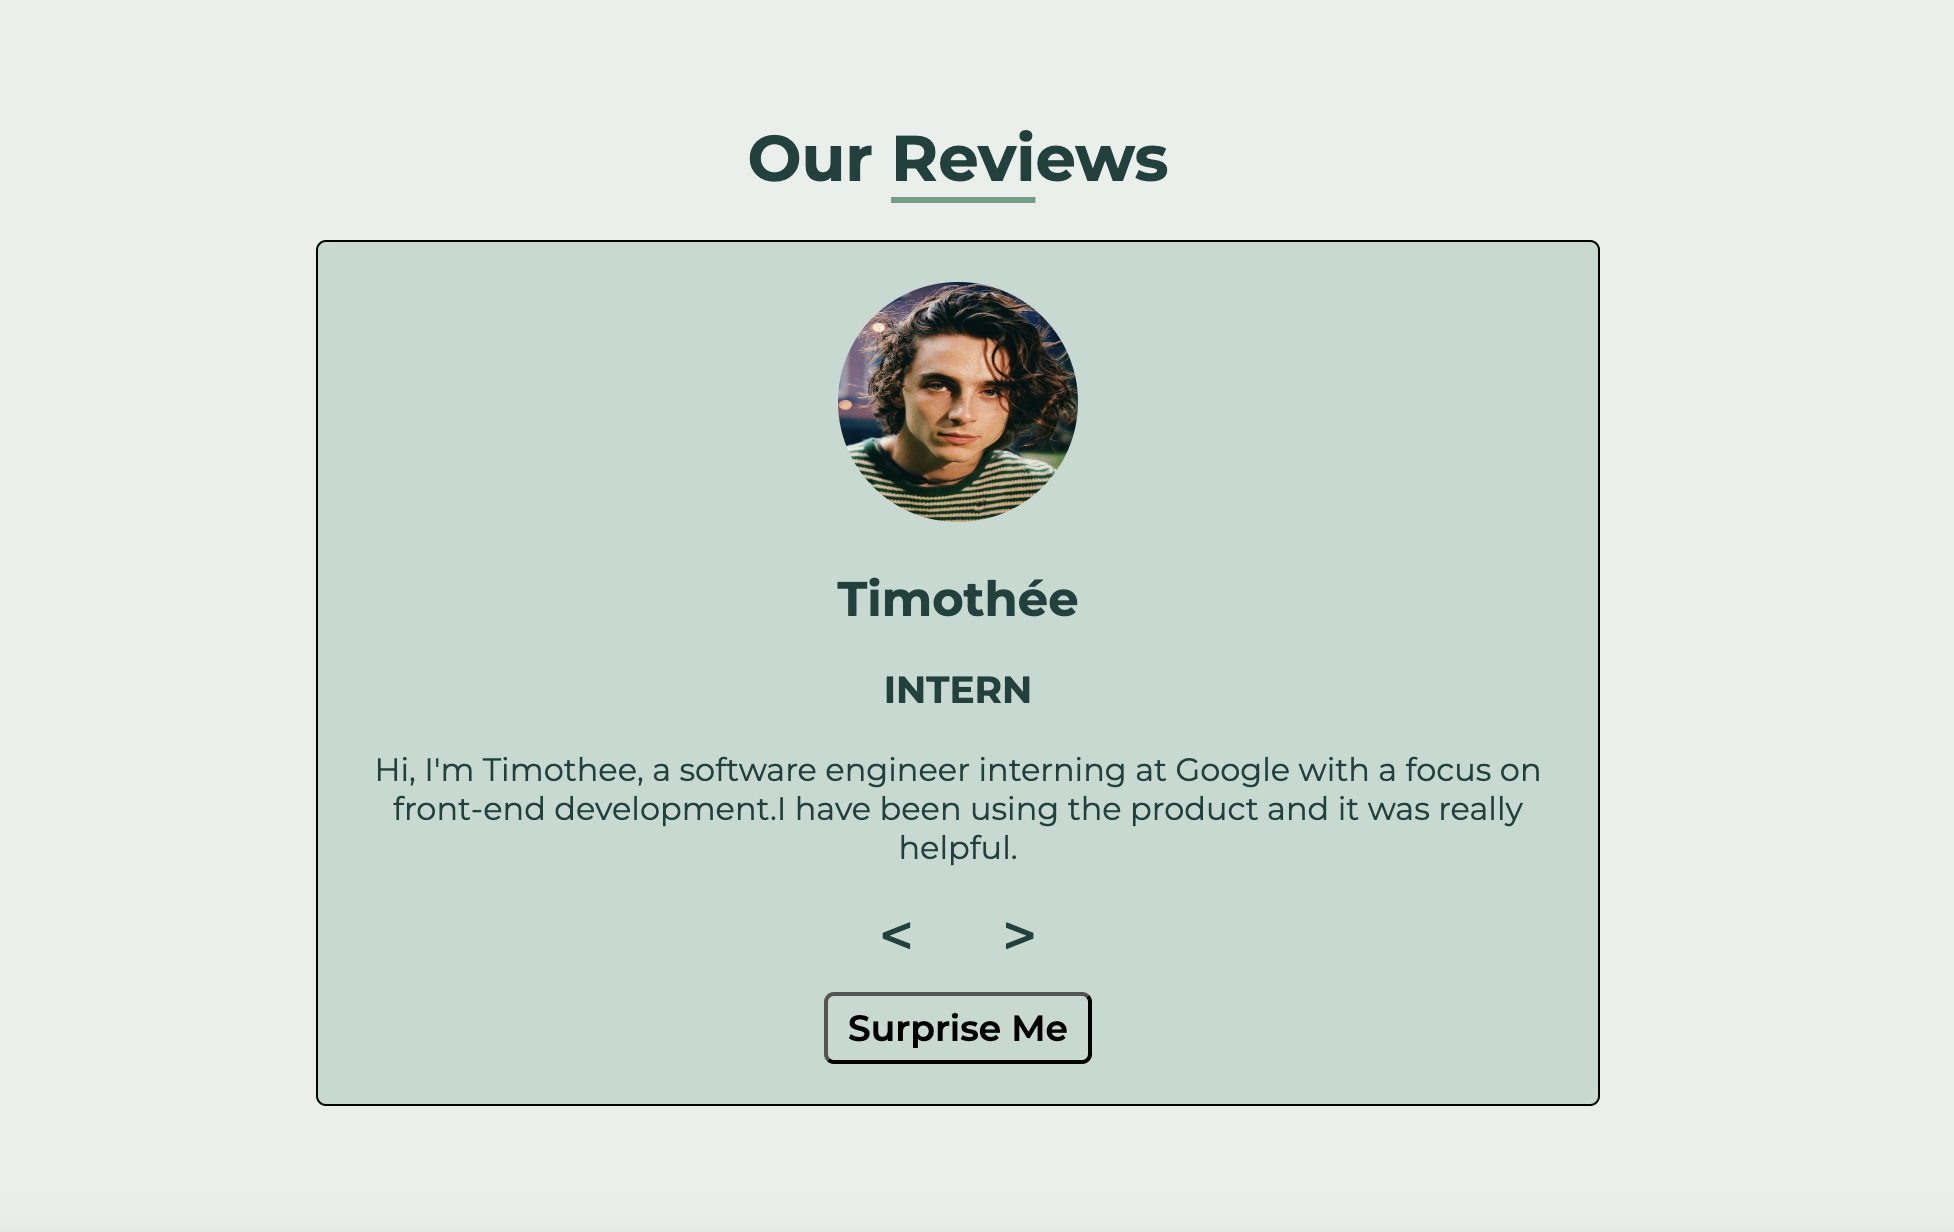 Our Reviews
Timothée
INTERN
Hi, I'm Timothee, a software engineer interning at Google with a focus on
front-end development.I have been using the product and it was really
helpful.
< >
Surprise Me